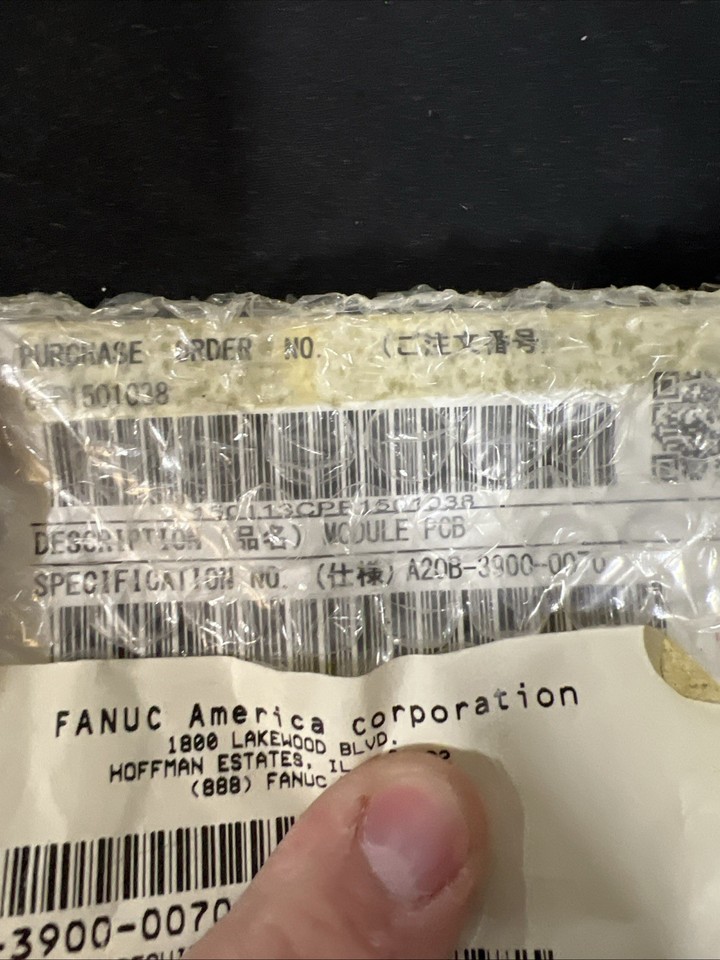 PURCHASE ORDER NO. (ご注文番号
1501038
DESCRIPTION (品名) MODULE PCB
SPECIFICATION NO. (仕様) A20B-3900-0070
FANUC America corporation
1800 LAKEWOOD BLVD.
HOFFMAN ESTATES, IL
(888) FANUC
-3900-0070